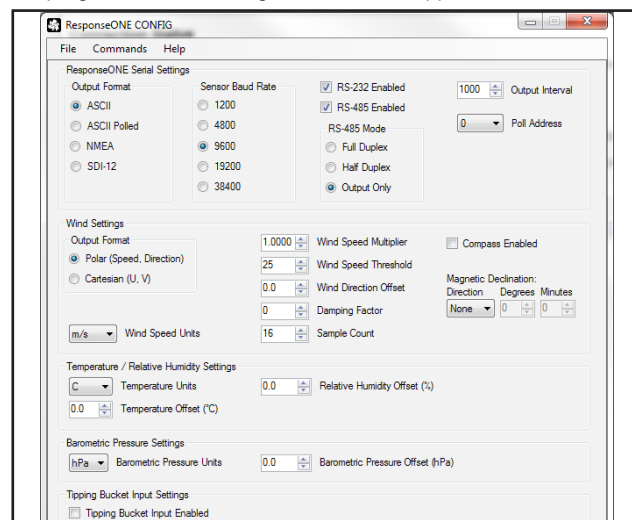 ResponseONE CONFIG
File Commands Help
ResponseONE Serial Settings
Output Format
ASCII
ASCII Polled
NMEA
SDI-12
Sensor Baud Rate
1200
4800
9600
19200
38400
RS-232 Enabled
RS-485 Enabled
RS-485 Mode
Full Duplex
Half Duplex
Output Only
1000 Output Interval
0 Poll Address
Wind Settings
Output Format
Polar (Speed, Direction)
Cartesian (U, V)
m/s Wind Speed Units
1.0000 Wind Speed Multiplier
25 Wind Speed Threshold
0.0 Wind Direction Offset
0 Damping Factor
16 Sample Count
Compass Enabled
Magnetic Declination:
Direction Degrees Minutes
None 0 0
Temperature / Relative Humidity Settings
C Temperature Units
0.0 Temperature Offset (°C)
0.0 Relative Humidity Offset (%)
Barometric Pressure Settings
hPa Barometric Pressure Units
0.0 Barometric Pressure Offset (hPa)
Tipping Bucket Input Settings
Tipping Bucket Input Enabled